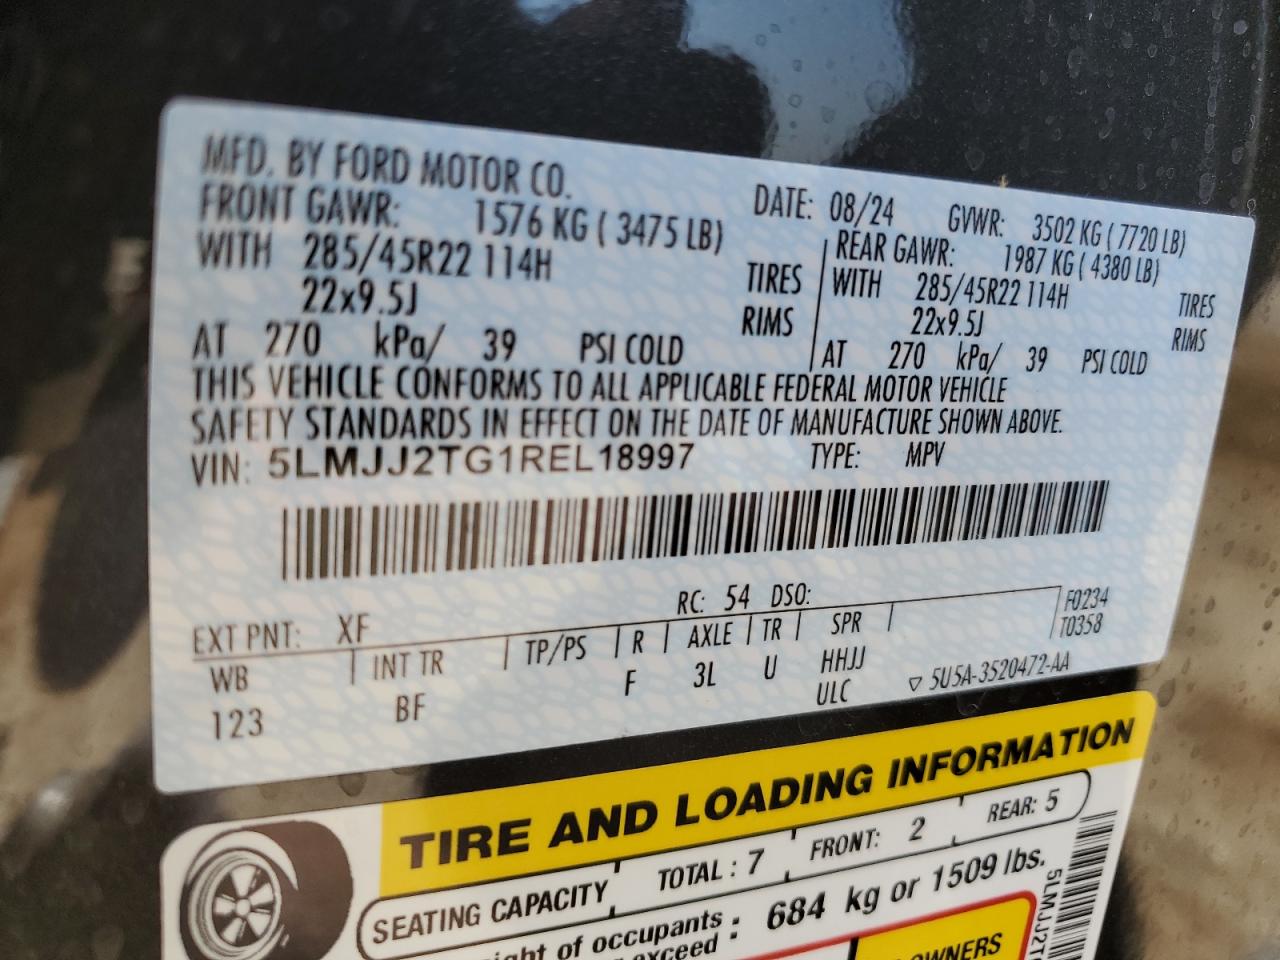 MFD. BY FORD MOTOR CO.
DATE: 08/24 GVWR: 3502 KG ( 7720 LB)
FRONT GAWR: 1576 KG ( 3475 LB)
WITH 285/45R22 114H TIRES
22x9.5J RIMS
AT 270 kPa/ 39 PSI COLD
REAR GAWR: 1987 KG ( 4380 LB)
WITH 285/45R22 114H TIRES
22x9.5J RIMS
AT 270 kPa/ 39 PSI COLD
THIS VEHICLE CONFORMS TO ALL APPLICABLE FEDERAL MOTOR VEHICLE
SAFETY STANDARDS IN EFFECT ON THE DATE OF MANUFACTURE SHOWN ABOVE.
VIN: 5LMJJ2TG1REL18997 TYPE: MPV
EXT PNT: XF RC: 54 DSO: F0234
T0358
WB INT TR TP/PS R AXLE TR SPR
123 BF F 3L U HHJJ
ULC
▽ 5U5A-3520472-AA
TIRE AND LOADING INFORMATION
SEATING CAPACITY TOTAL : 7 FRONT: 2 REAR: 5
of occupants : 684 kg or 1509 lbs.
exceed
OWNERS
5LMJJ2T